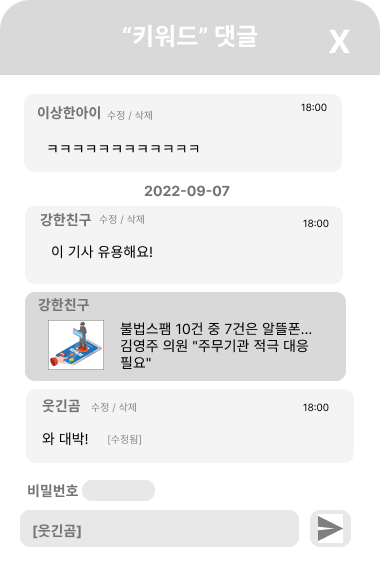 “키워드” 댓글
X
이상한아이 수정 / 삭제 18:00
ㅋㅋㅋㅋㅋㅋㅋㅋㅋㅋㅋㅋ
2022-09-07
강한친구 수정 / 삭제 18:00
이 기사 유용해요!
강한친구
불법스팸 10건 중 7건은 알뜰폰...
김영주 의원 "주무기관 적극 대응
필요"
웃긴곰 수정 / 삭제 18:00
와 대박! [수정됨]
비밀번호
[웃긴곰]